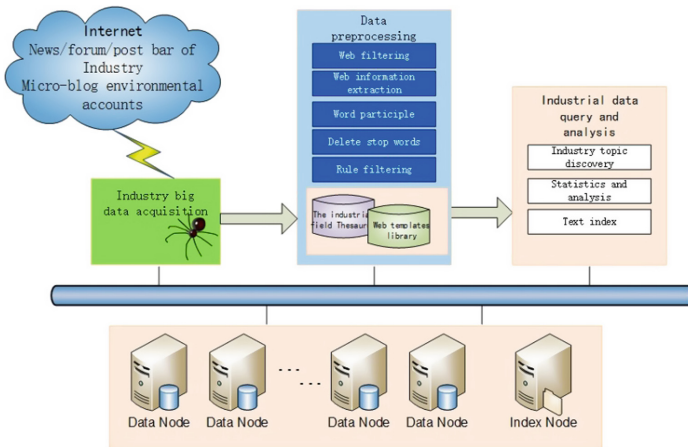 Internet
News/forum/post bar of
Industry
Micro-blog environmental
accounts
Industry big
data acquisition
Data
preprocessing
Web filtering
Web information
extraction
Word participle
Delete stop words
Rule filtering
The industria
field Thesaur
Web templates
library
Industrial data
query and
analysis
Industry topic
discovery
Statistics and
analysis
Text index
Data Node
Data Node
...
...
Data Node
Data Node
Index Node